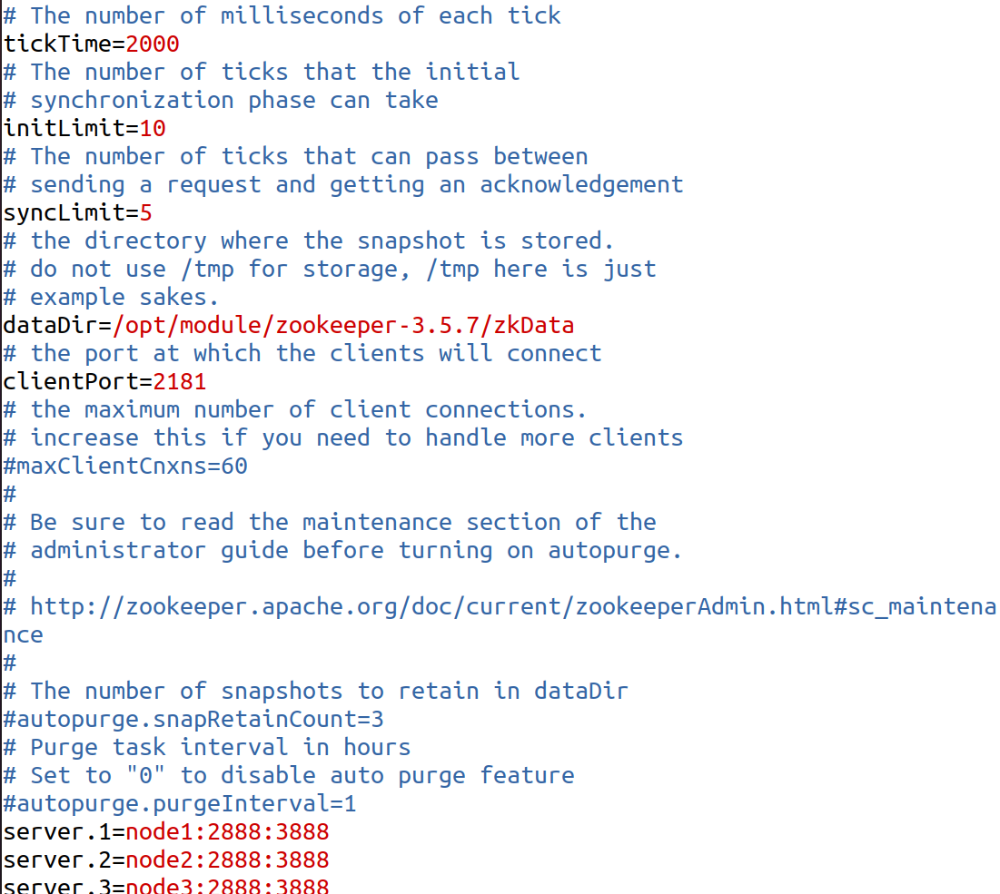 # The number of milliseconds of each tick
tickTime=2000
# The number of ticks that the initial
# synchronization phase can take
initLimit=10
# The number of ticks that can pass between
# sending a request and getting an acknowledgement
syncLimit=5
# the directory where the snapshot is stored.
# do not use /tmp for storage, /tmp here is just
# example sakes.
dataDir=/opt/module/zookeeper-3.5.7/zkData
# the port at which the clients will connect
clientPort=2181
# the maximum number of client connections.
# increase this if you need to handle more clients
#maxClientCnxns=60
#
# Be sure to read the maintenance section of the
# administrator guide before turning on autopurge.
#
# http://zookeeper.apache.org/doc/current/zookeeperAdmin.html#sc_maintena
nce
#
# The number of snapshots to retain in dataDir
#autopurge.snapRetainCount=3
# Purge task interval in hours
# Set to "0" to disable auto purge feature
#autopurge.purgeInterval=1
server.1=node1:2888:3888
server.2=node2:2888:3888
server.3=node3:2888:3888